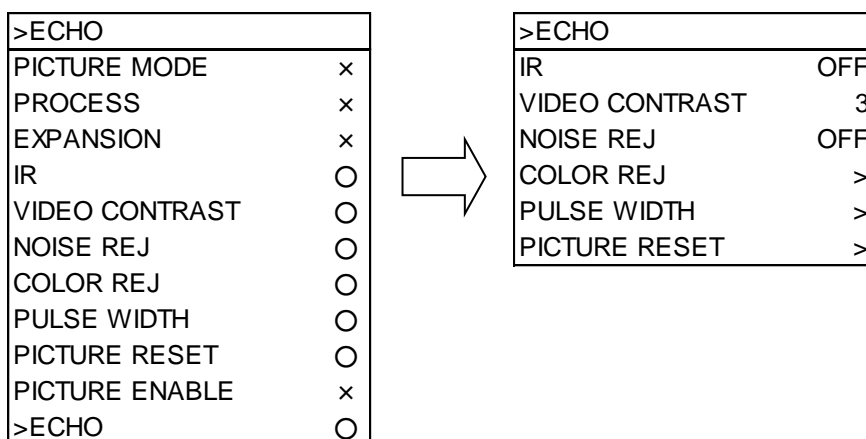 >ECHO
PICTURE MODE ×
PROCESS ×
EXPANSION ×
IR ○
VIDEO CONTRAST ○
NOISE REJ ○
COLOR REJ ○
PULSE WIDTH ○
PICTURE RESET ○
PICTURE ENABLE ×
>ECHO ○
>ECHO
IR OFF
VIDEO CONTRAST 3
NOISE REJ OFF
COLOR REJ >
PULSE WIDTH >
PICTURE RESET >